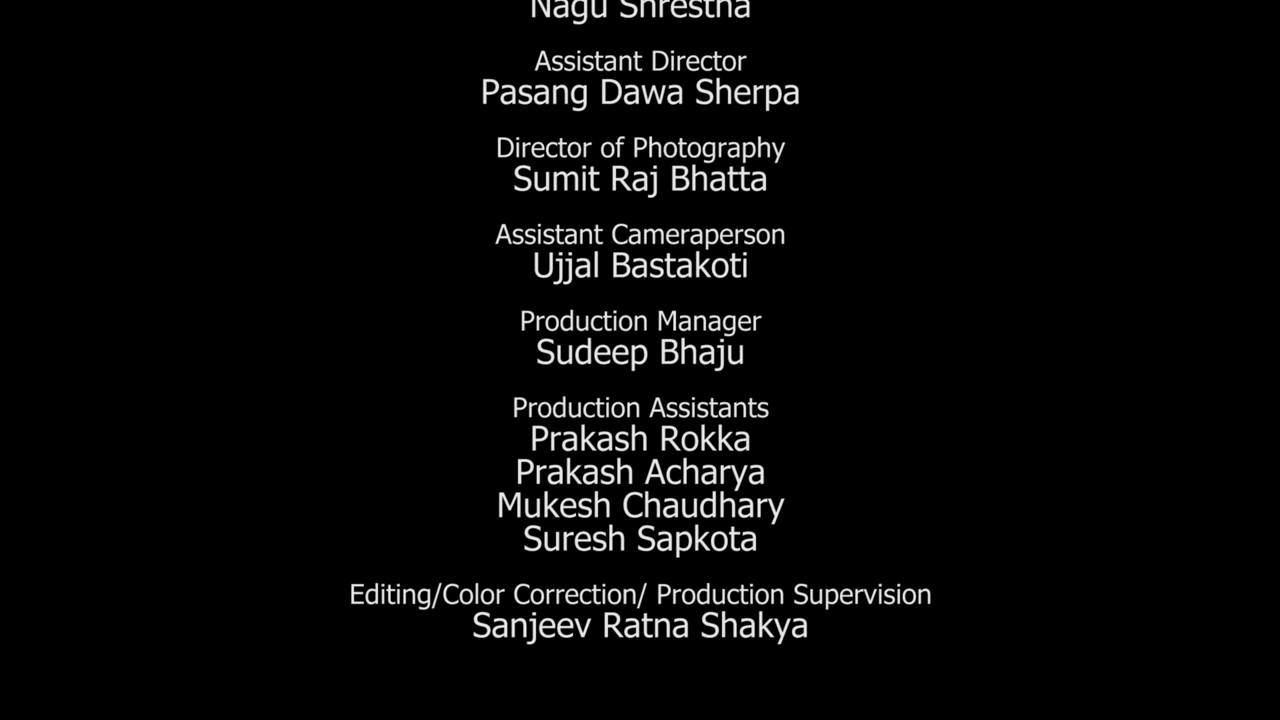 Nagu Shrestha
Assistant Director
Pasang Dawa Sherpa
Director of Photography
Sumit Raj Bhatta
Assistant Cameraperson
Ujjal Bastakoti
Production Manager
Sudeep Bhaju
Production Assistants
Prakash Rokka
Prakash Acharya
Mukesh Chaudhary
Suresh Sapkota
Editing/Color Correction/ Production Supervision
Sanjeev Ratna Shakya